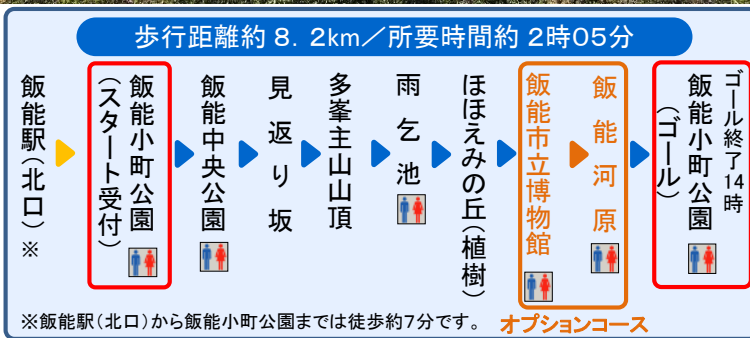 歩行距離約 8. 2km／所要時間約 2時05分
飯能駅(北口)※
飯能小町公園
(スタート受付)
飯能中央公園
見返り坂
多峯主山山頂
雨乞池
ほほえみの丘(植樹)
飯能市立博物館
飯能河原
ゴール終了14時
飯能小町公園
(ゴール)
※飯能駅(北口)から飯能小町公園までは徒歩約7分です。
オプションコース